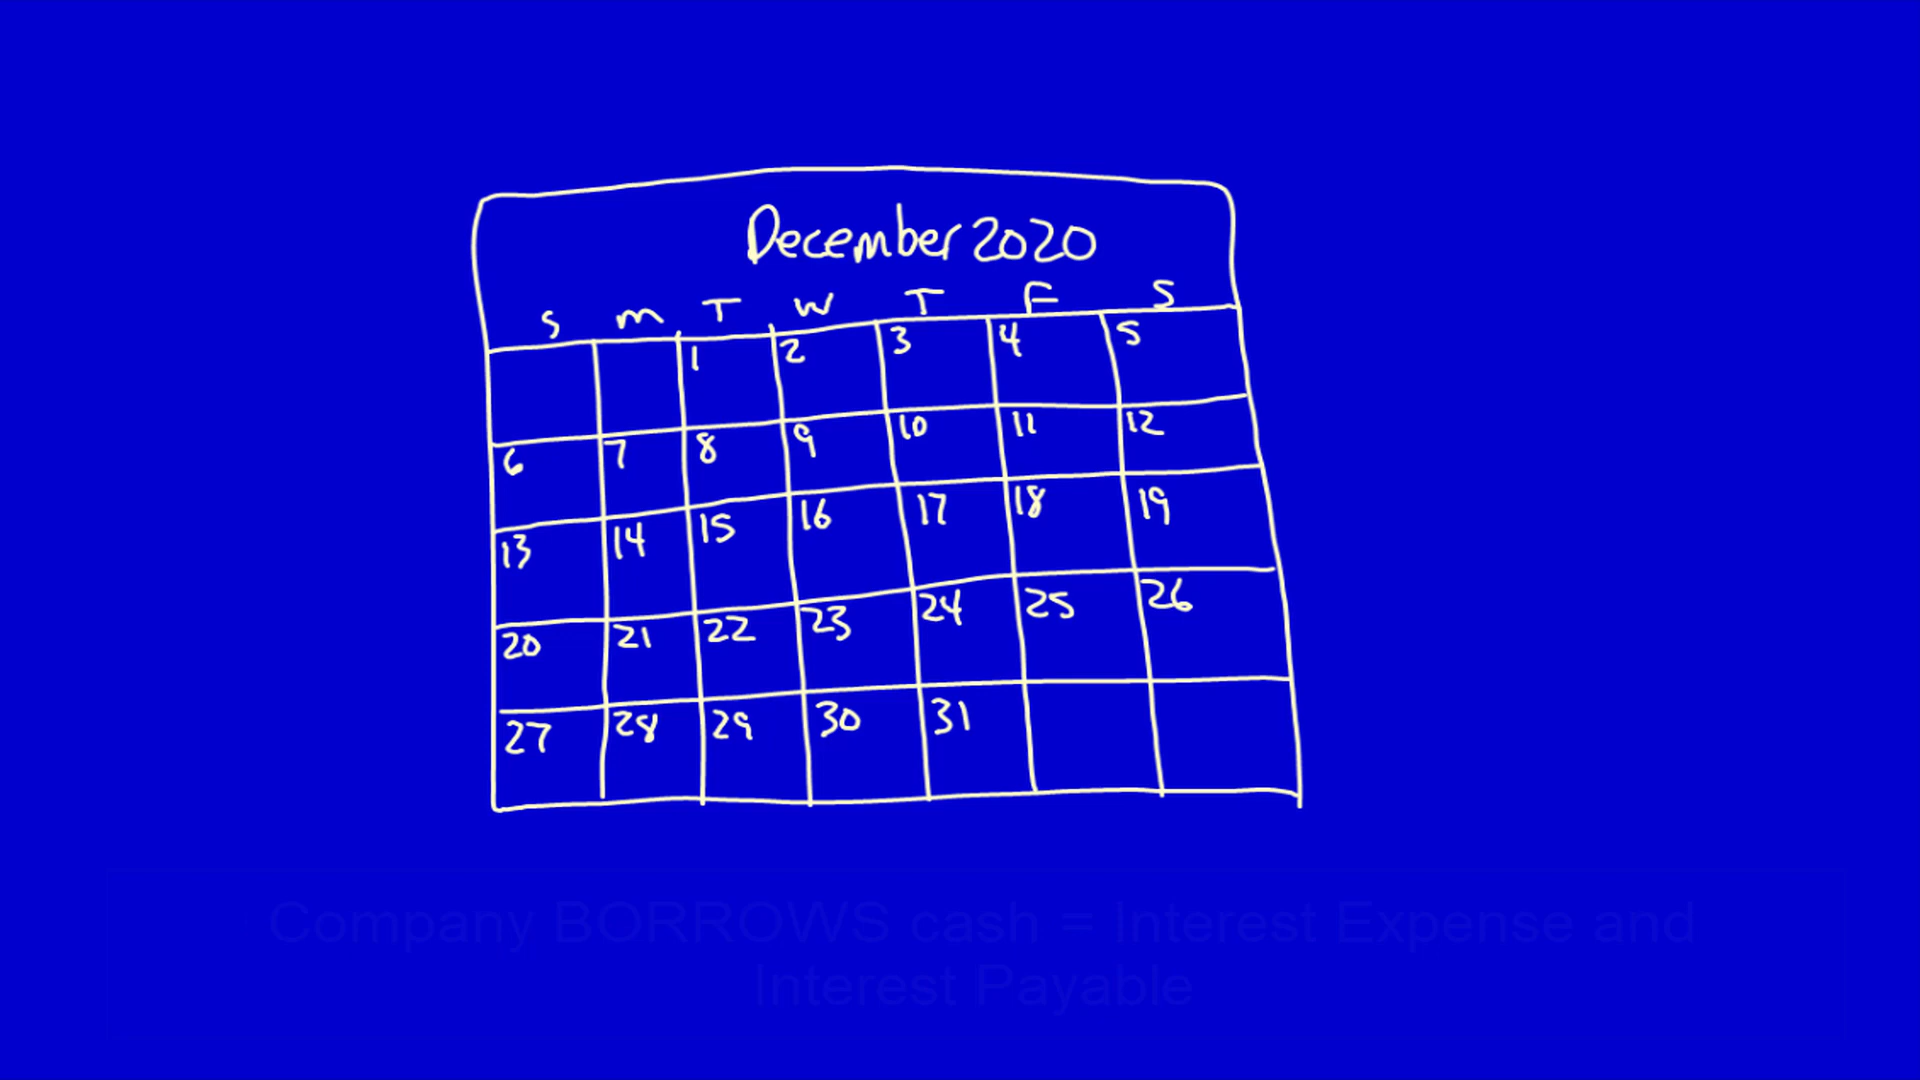 December 2020
S M T W T F S
1 2 3 4 5
6 7 8 9 10 11 12
13 14 15 16 17 18 19
20 21 22 23 24 25 26
27 28 29 30 31
Company BORROWS cash = Interest Expense and
Interest Payable